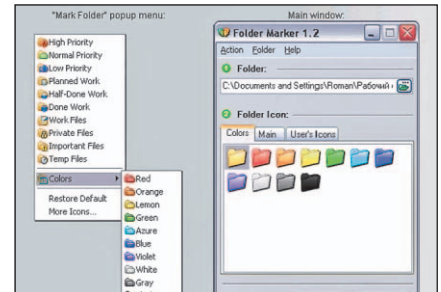 "Mark Folder" popup menu:
High Priority
Normal Priority
Low Priority
Planned Work
Half-Done Work
Done Work
Work Files
Private Files
Important Files
Temp Files
Colors
Restore Default
More Icons...
Red
Orange
Lemon
Green
Azure
Blue
Violet
White
Gray
Main window:
Folder Marker 1.2
Action Folder Help
Folder:
C:\Documents and Settings\Roman\Рабочий
Folder Icon:
Colors Main User's Icons